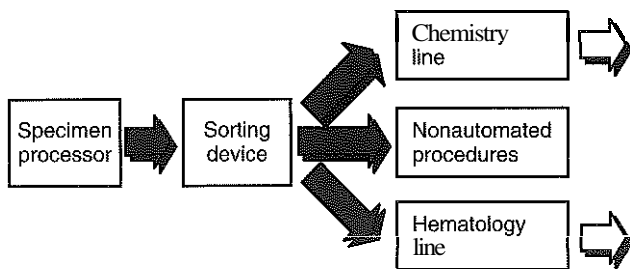 Chemistry
line
Specimen
processor
Sorting
device
Nonautomated
procedures
Hematology
line